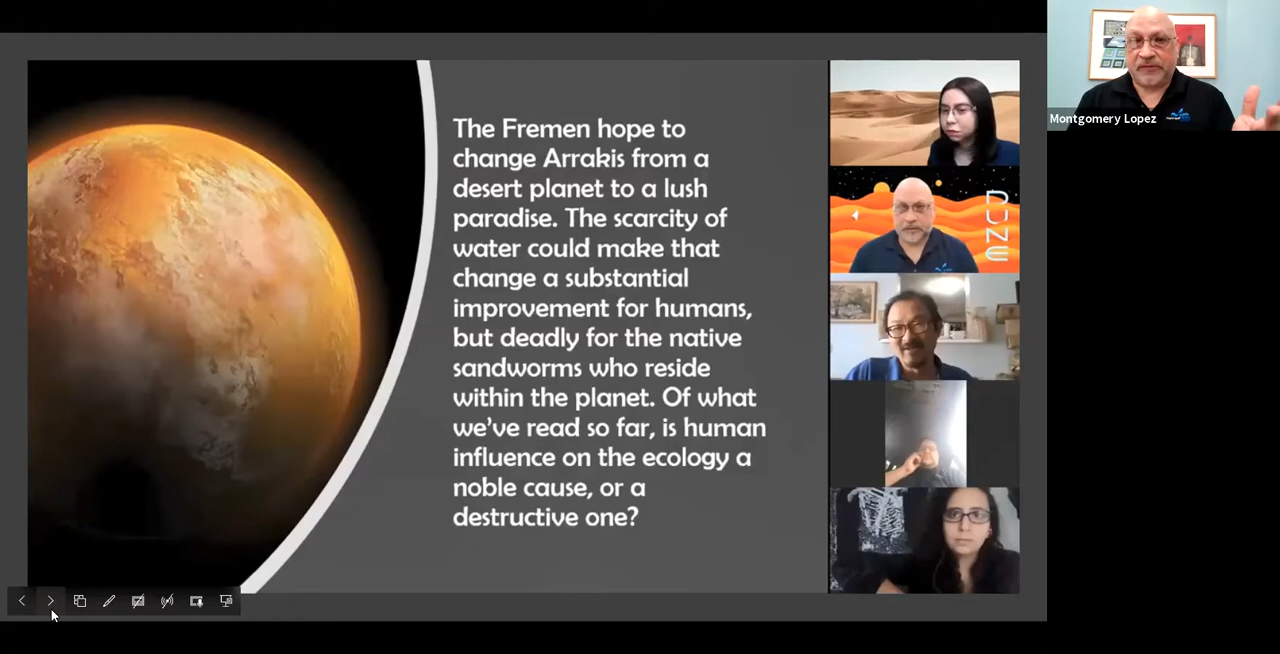 The Fremen hope to
change Arrakis from a
desert planet to a lush
paradise. The scarcity of
water could make that
change a substantial
improvement for humans,
but deadly for the native
sandworms who reside
within the planet. Of what
we’ve read so far, is human
influence on the ecology a
noble cause, or a
destructive one?
DUNE
Montgomery Lopez